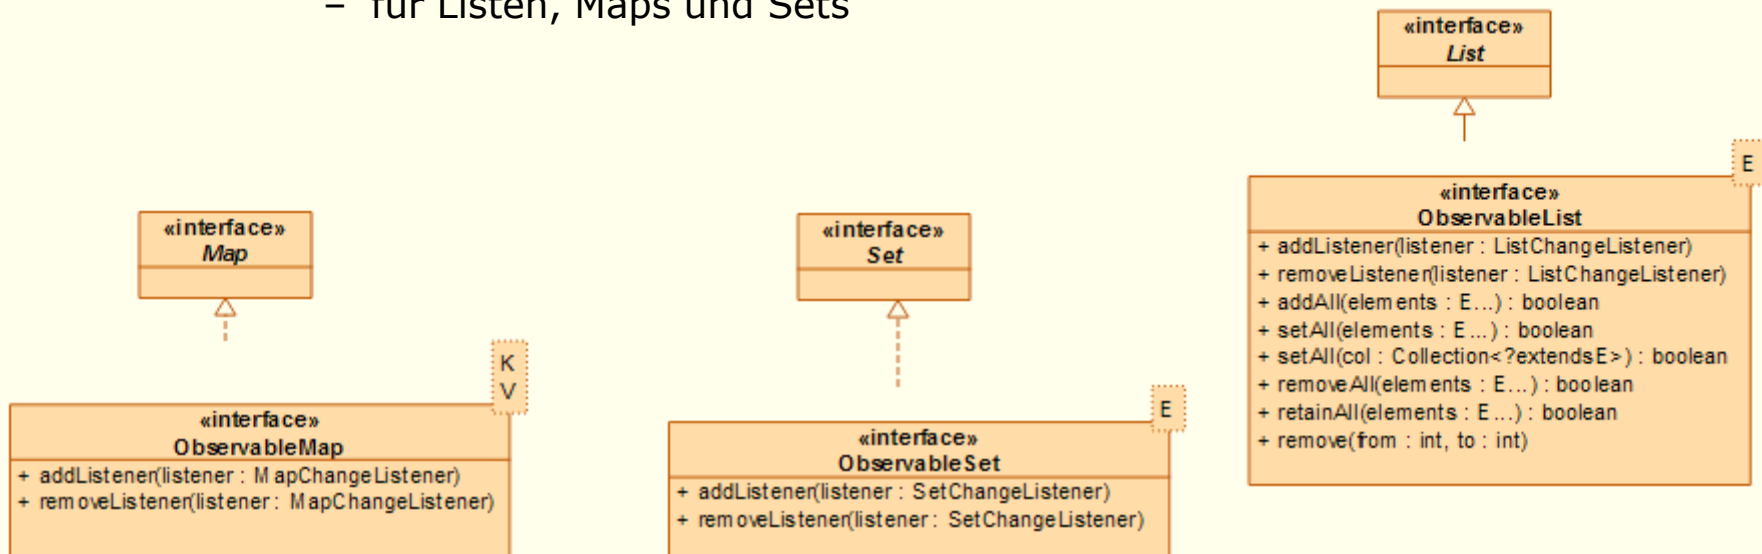 – für Listen, Maps und Sets
«interface»
List
E
«interface»
ObservableList
+ addListener(listener : ListChangeListener)
+ removeListener(listener : ListChangeListener)
+ addAll(elements : E...) : boolean
+ setAll(elements : E...) : boolean
+ setAll(col : Collection<?extendsE>) : boolean
+ removeAll(elements : E...) : boolean
+ retainAll(elements : E...) : boolean
+ remove(from : int, to : int)
«interface»
Map
K
V
«interface»
ObservableMap
+ addListener(listener : MapChangeListener)
+ removeListener(listener : MapChangeListener)
«interface»
Set
E
«interface»
ObservableSet
+ addListener(listener : SetChangeListener)
+ removeListener(listener : SetChangeListener)